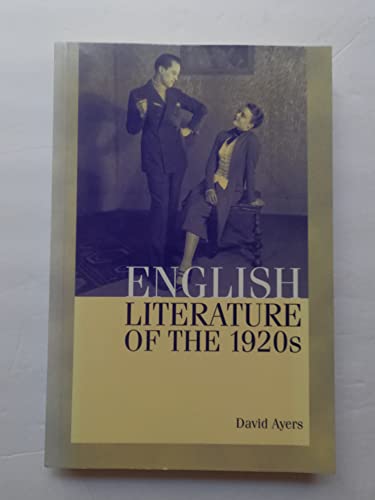 ENGLISH
LITERATURE
OF THE 1920s
David Ayers